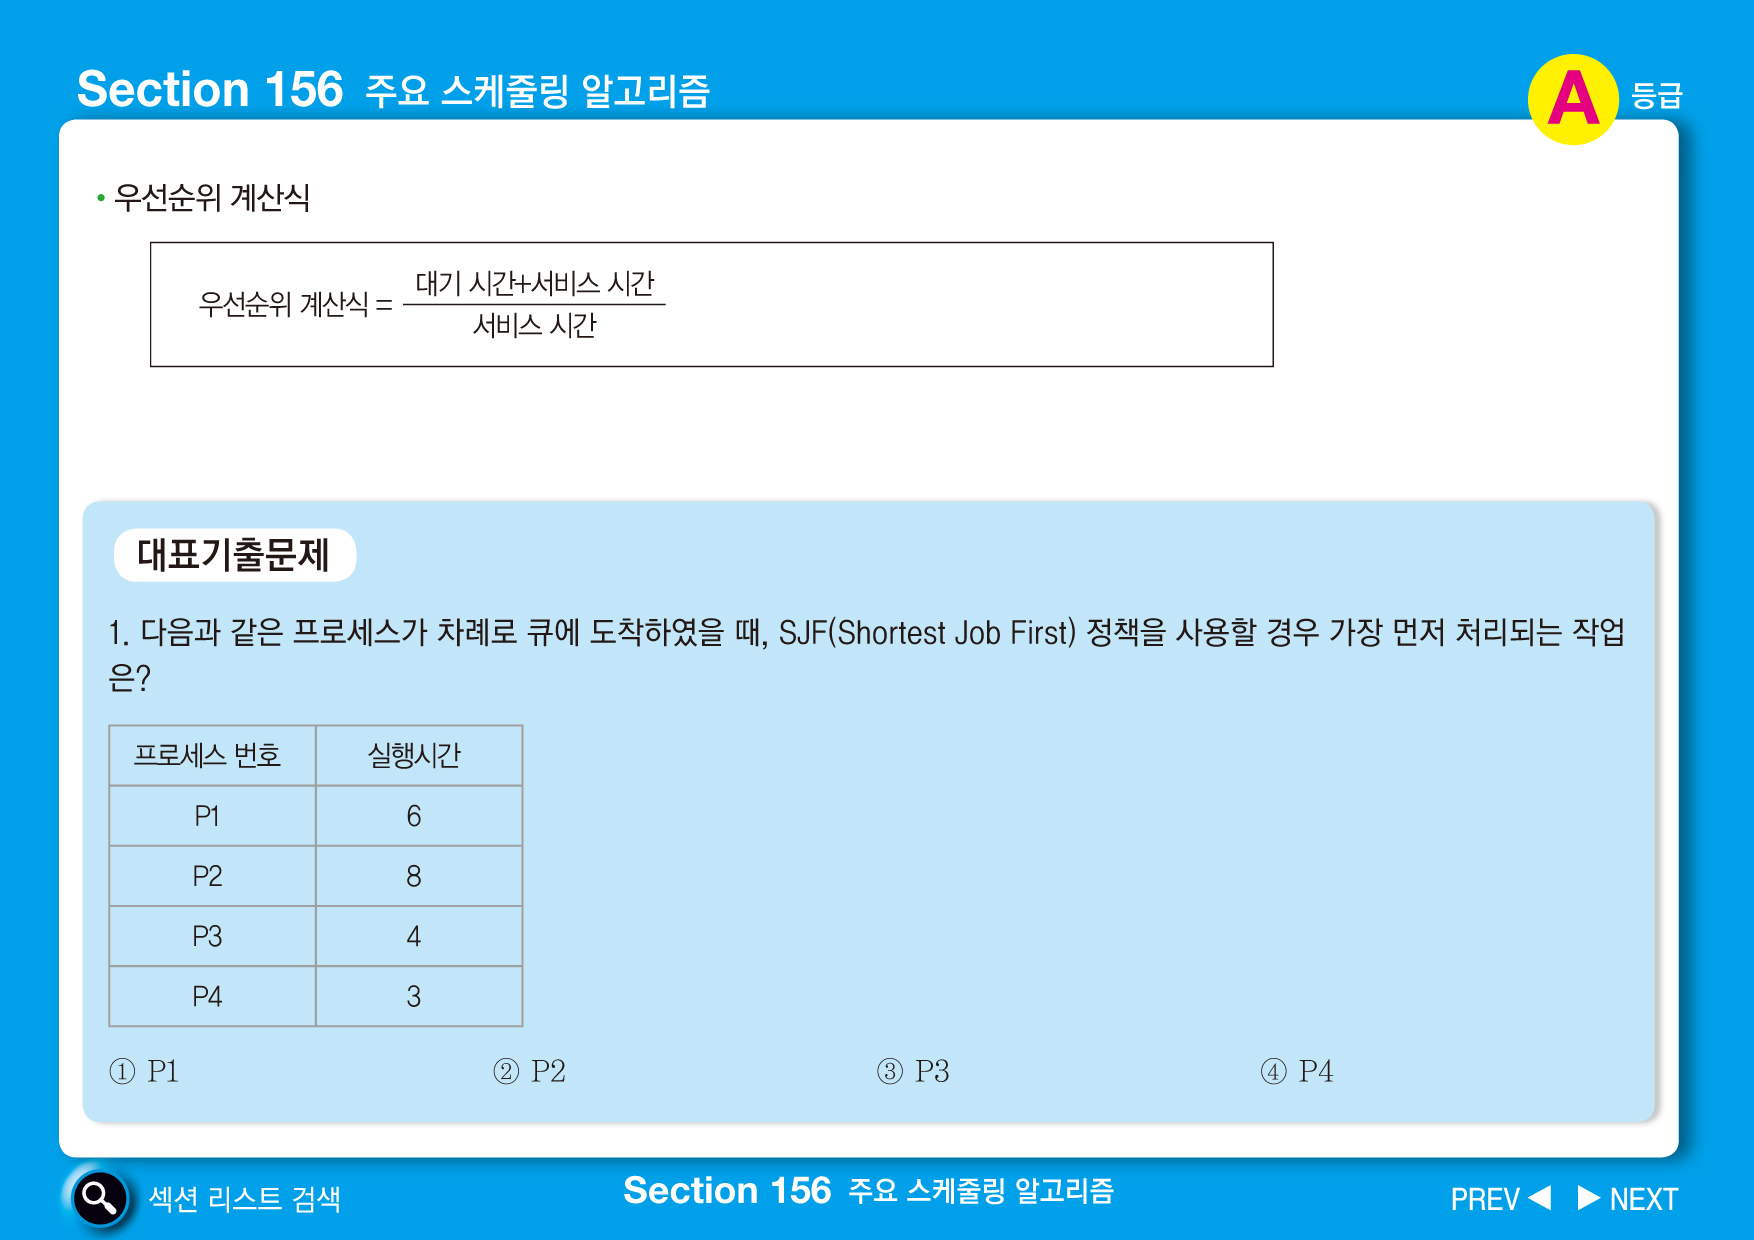 Section 156 주요 스케줄링 알고리즘
A 등급
• 우선순위 계산식
우선순위 계산식 = 대기 시간+서비스 시간
서비스 시간
대표기출문제
1. 다음과 같은 프로세스가 차례로 큐에 도착하였을 때, SJF(Shortest Job First) 정책을 사용할 경우 가장 먼저 처리되는 작업
은?
프로세스 번호 실행시간
P1 6
P2 8
P3 4
P4 3
① P1 ② P2 ③ P3 ④ P4
섹션 리스트 검색
Section 156 주요 스케줄링 알고리즘
PREV ◀ ▶ NEXT